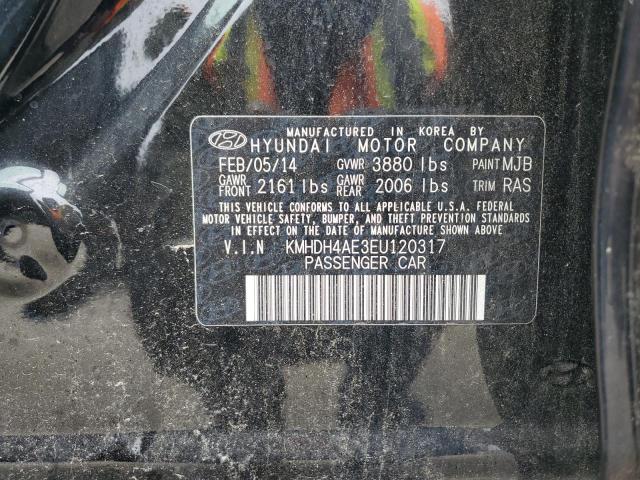 MANUFACTURED IN KOREA BY
HYUNDAI MOTOR COMPANY
FEB/05/14 GVWR 3880 lbs PAINT MJB
GAWR FRONT 2161 lbs GAWR REAR 2006 lbs TRIM RAS
THIS VEHICLE CONFORMS TO ALL APPLICABLE U.S.A. FEDERAL
MOTOR VEHICLE SAFETY, BUMPER, AND THEFT PREVENTION STANDARDS
IN EFFECT ON THE DATE OF MANUFACTURE SHOWN ABOVE.
V.I.N KMHDH4AE3EU120317
PASSENGER CAR